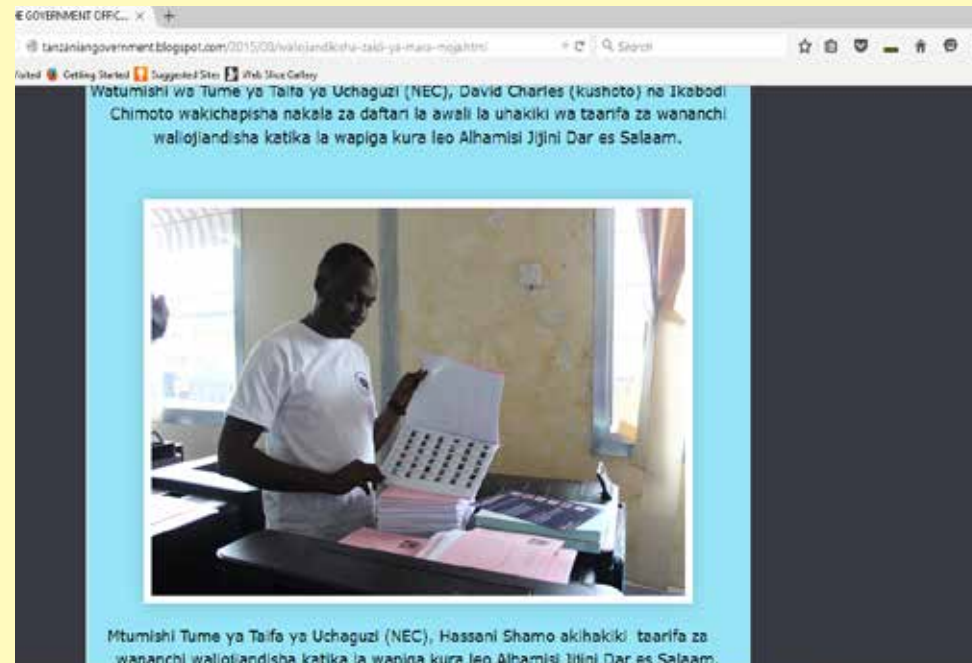 E GOVERNMENT OFFIC... × +
tanzaniangovernment.blogspot.com/2015/08/waliojiandikisha-zaidi-ya-mara-moja.html Search
Visited Getting Started Suggested Sites Web Slice Gallery
Watumishi wa Tume ya Taifa ya Uchaguzi (NEC), David Charles (kushoto) na Ikabodi
Chimoto wakichapisha nakala za daftari la awali la uhakiki wa taarifa za wananchi
waliojiandisha katika la wapiga kura leo Alhamisi Jijini Dar es Salaam.
Mtumishi Tume ya Taifa ya Uchaguzi (NEC), Hassani Shamo akihakiki taarifa za
wananchi waliojiandisha katika la wapiga kura leo Alhamisi Jijini Dar es Salaam.